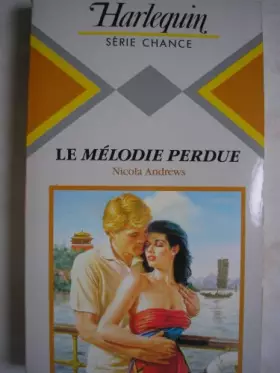 Harlequin
SÉRIE CHANCE
LE MÉLODIE PERDUE
Nicola Andrews